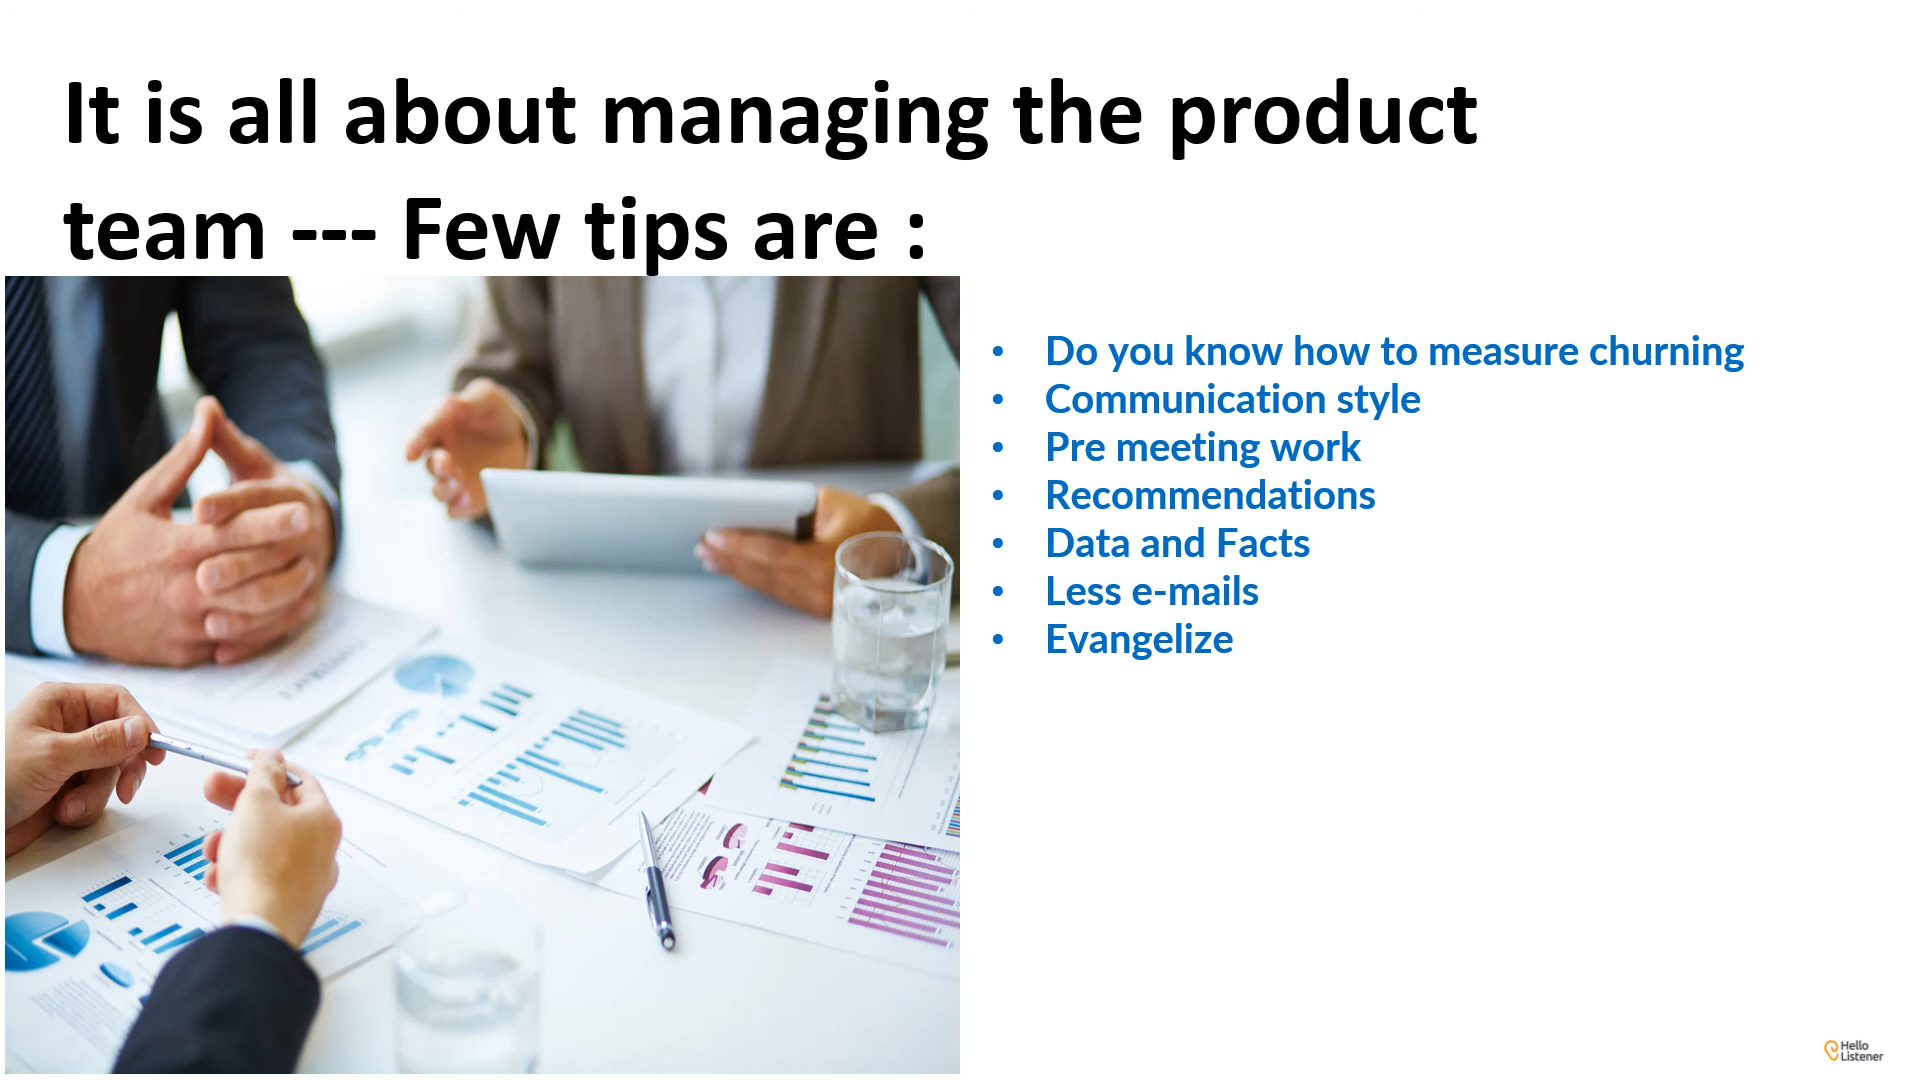 It is all about managing the product
team --- Few tips are :
• Do you know how to measure churning
• Communication style
• Pre meeting work
• Recommendations
• Data and Facts
• Less e-mails
• Evangelize
CONTRACT
Hello
Listener